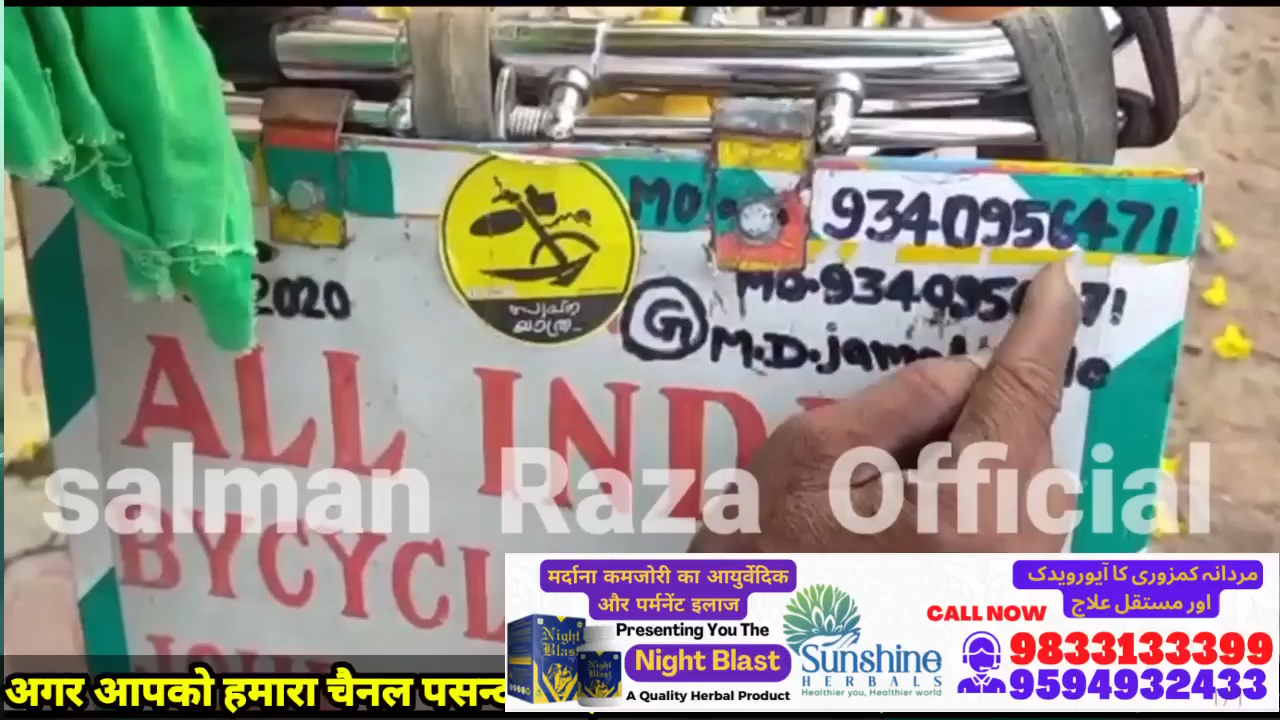 MO 9340956471
2020
MO. 9340956471
സ്വപ്ന
യാത്ര...
G M.D.
ALL IND
BYCYCL
salman Raza Official
मर्दाना कमजोरी का आयुर्वेदिक
और पर्मनेंट इलाज
Night
Blast
Night
Blast
Presenting You The
Night Blast
A Quality Herbal Product
Sunshine
HERBALS
Healthier you, Healthier world
مردانہ کمزوری کا آیورویدک
اور مستقل علاج
CALL NOW
9833133399
9594932433
अगर आपको हमारा चैनल पसन्द